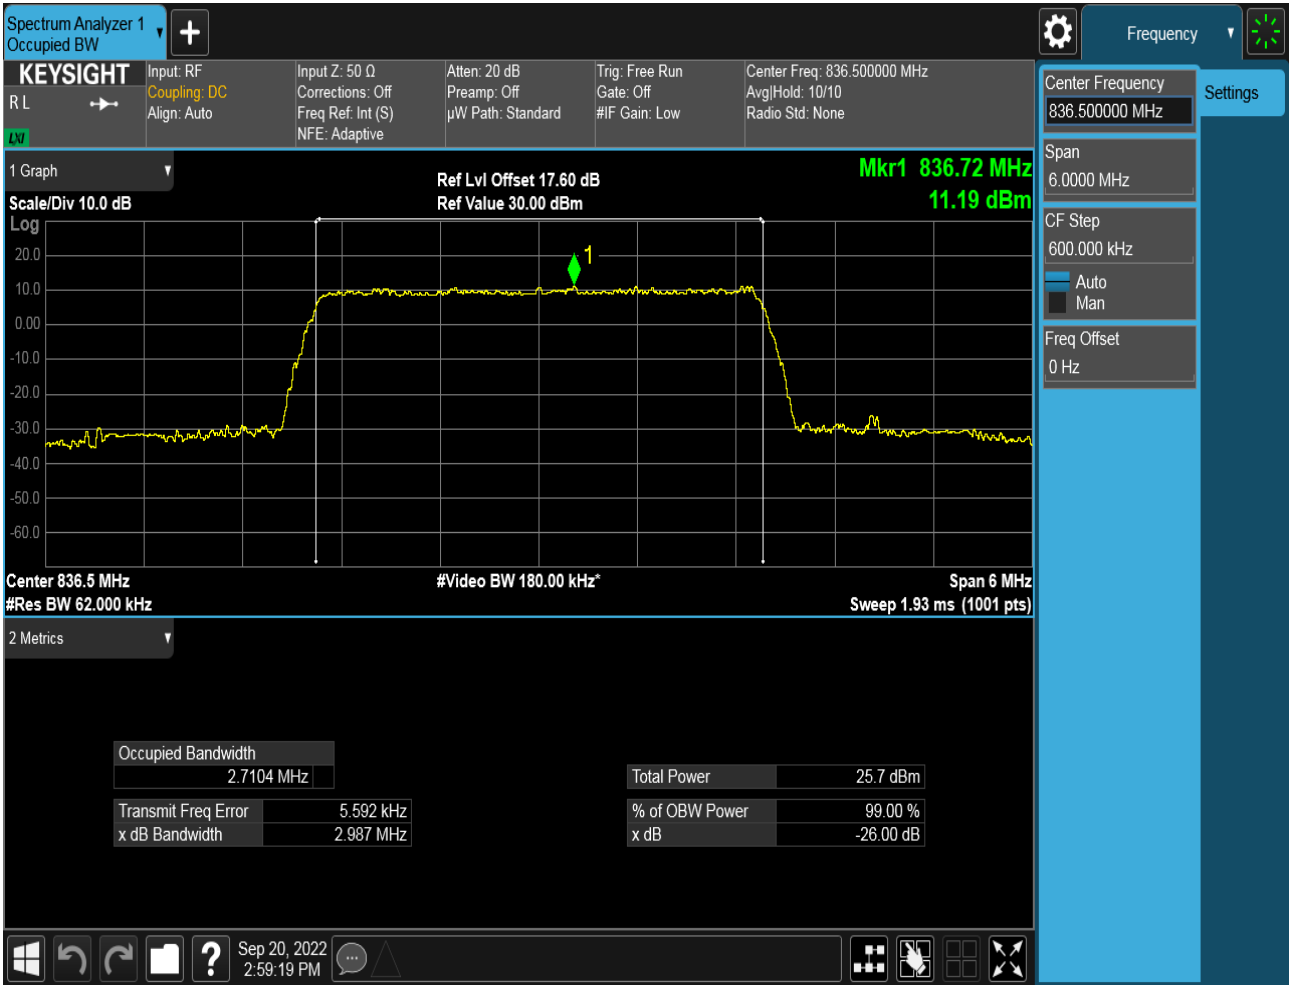 Spectrum Analyzer 1
Occupied BW
Frequency
KEYSIGHT
R L
LXI
Input: RF
Coupling: DC
Align: Auto
Input Z: 50 Ω
Corrections: Off
Freq Ref: Int (S)
NFE: Adaptive
Atten: 20 dB
Preamp: Off
µW Path: Standard
Trig: Free Run
Gate: Off
#IF Gain: Low
Center Freq: 836.500000 MHz
Avg|Hold: 10/10
Radio Std: None
Center Frequency
836.500000 MHz
Settings
Span
6.0000 MHz
CF Step
600.000 kHz
Auto
Man
Freq Offset
0 Hz
1 Graph
Scale/Div 10.0 dB
Ref Lvl Offset 17.60 dB
Ref Value 30.00 dBm
Mkr1 836.72 MHz
11.19 dBm
Log
20.0
10.0
0.00
-10.0
-20.0
-30.0
-40.0
-50.0
-60.0
1
Center 836.5 MHz
#Video BW 180.00 kHz*
Span 6 MHz
#Res BW 62.000 kHz
Sweep 1.93 ms (1001 pts)
2 Metrics
Occupied Bandwidth
2.7104 MHz
Total Power 25.7 dBm
Transmit Freq Error 5.592 kHz
% of OBW Power 99.00 %
x dB Bandwidth 2.987 MHz
x dB -26.00 dB
?
Sep 20, 2022
2:59:19 PM